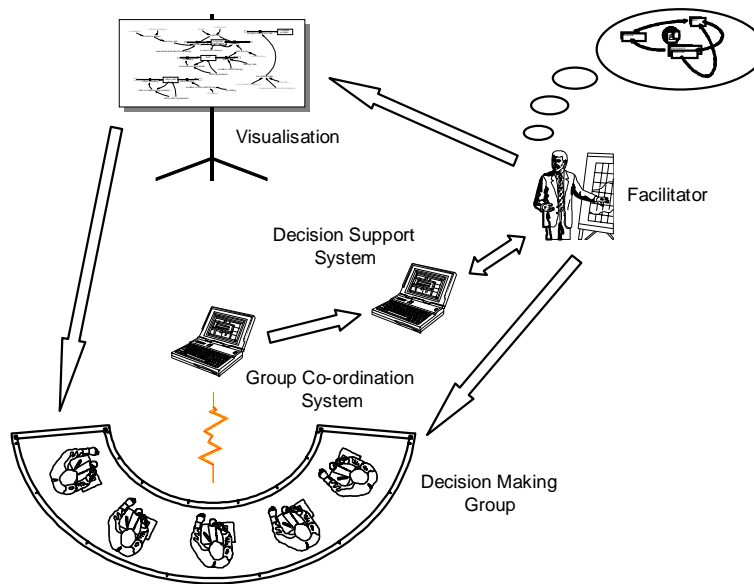 Visualisation
Facilitator
Decision Support
System
Group Co-ordination
System
Decision Making
Group